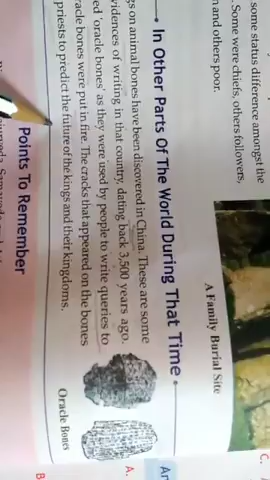 some status difference amongst the
. Some were chiefs, others followers,
and others poor.
A Family Burial Site
In Other Parts Of The World During That Time
on animal bones have been discovered in China. These are some
of writing in that country, dating back 3,500 years ago.
'oracle bones' as they were used by people to write queries to
bones were put in fire. The cracks that appeared on the bones
priests to predict the future of the kings and their kingdoms.
Oracle Bones
Points To Remember
C.
A.
B